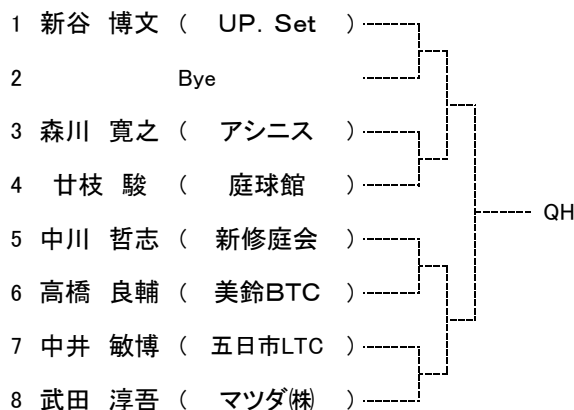 1 新谷 博文 ( UP. Set )
2 Bye
3 森川 寛之 ( アシニス )
4 廿枝 駿 ( 庭球館 )
QH
5 中川 哲志 ( 新修庭会 )
6 高橋 良輔 ( 美鈴BTC )
7 中井 敏博 ( 五日市LTC )
8 武田 淳吾 ( マツダ㈱ )